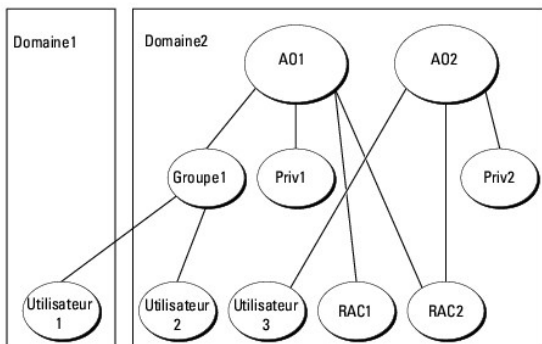 Domaine1
Domaine2
AO1
AO2
Groupe1
Priv1
Priv2
Utilisateur
1
Utilisateur
2
Utilisateur
3
RAC1
RAC2